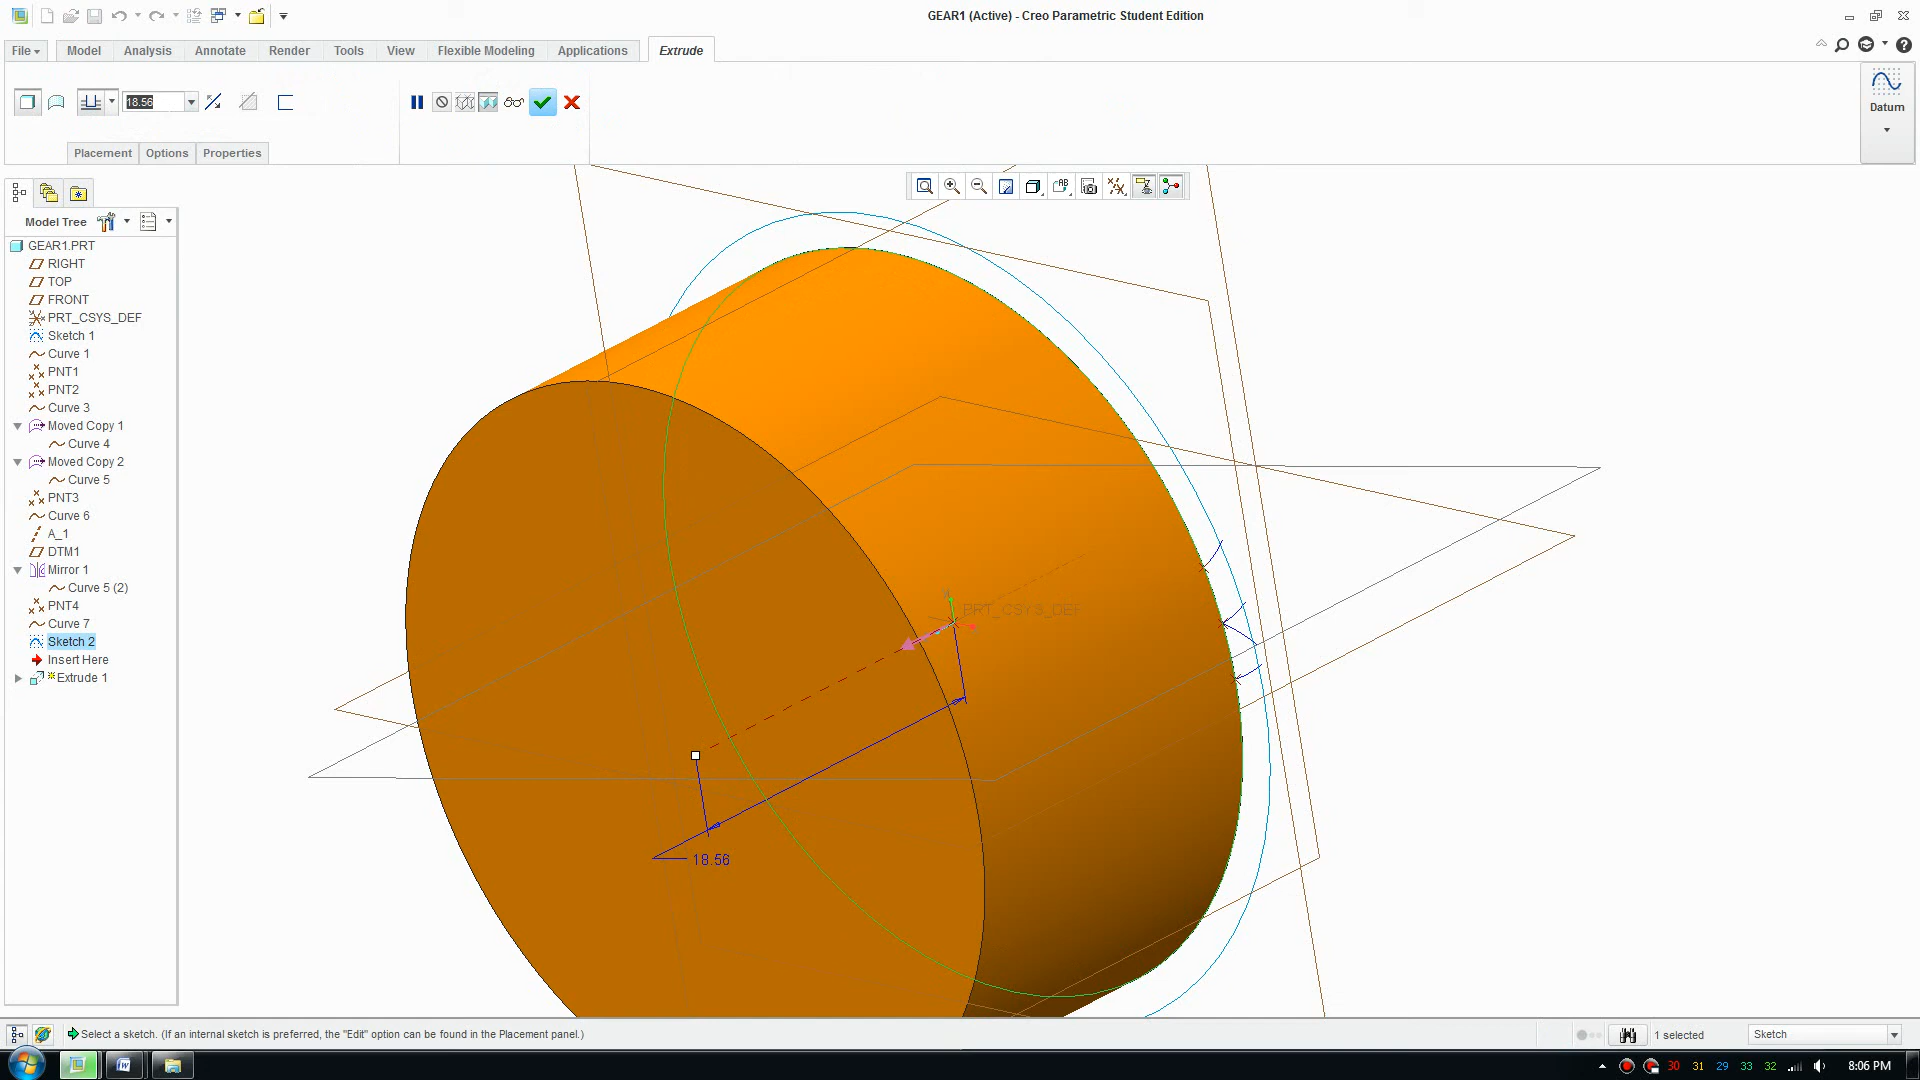 GEAR1 (Active) - Creo Parametric Student Edition
File Model Analysis Annotate Render Tools View Flexible Modeling Applications Extrude
18.56
Datum
Placement Options Properties
Model Tree
GEAR1.PRT
RIGHT
TOP
FRONT
PRT_CSYS_DEF
Sketch 1
Curve 1
PNT1
PNT2
Curve 3
Moved Copy 1
Curve 4
Moved Copy 2
Curve 5
PNT3
Curve 6
A_1
DTM1
Mirror 1
Curve 5 (2)
PNT4
Curve 7
Sketch 2
Insert Here
Extrude 1
PRT_CSYS_DEF
18.56
Select a sketch. (If an internal sketch is preferred, the "Edit" option can be found in the Placement panel.)
1 selected
Sketch
30 31 29 33 32
8:06 PM